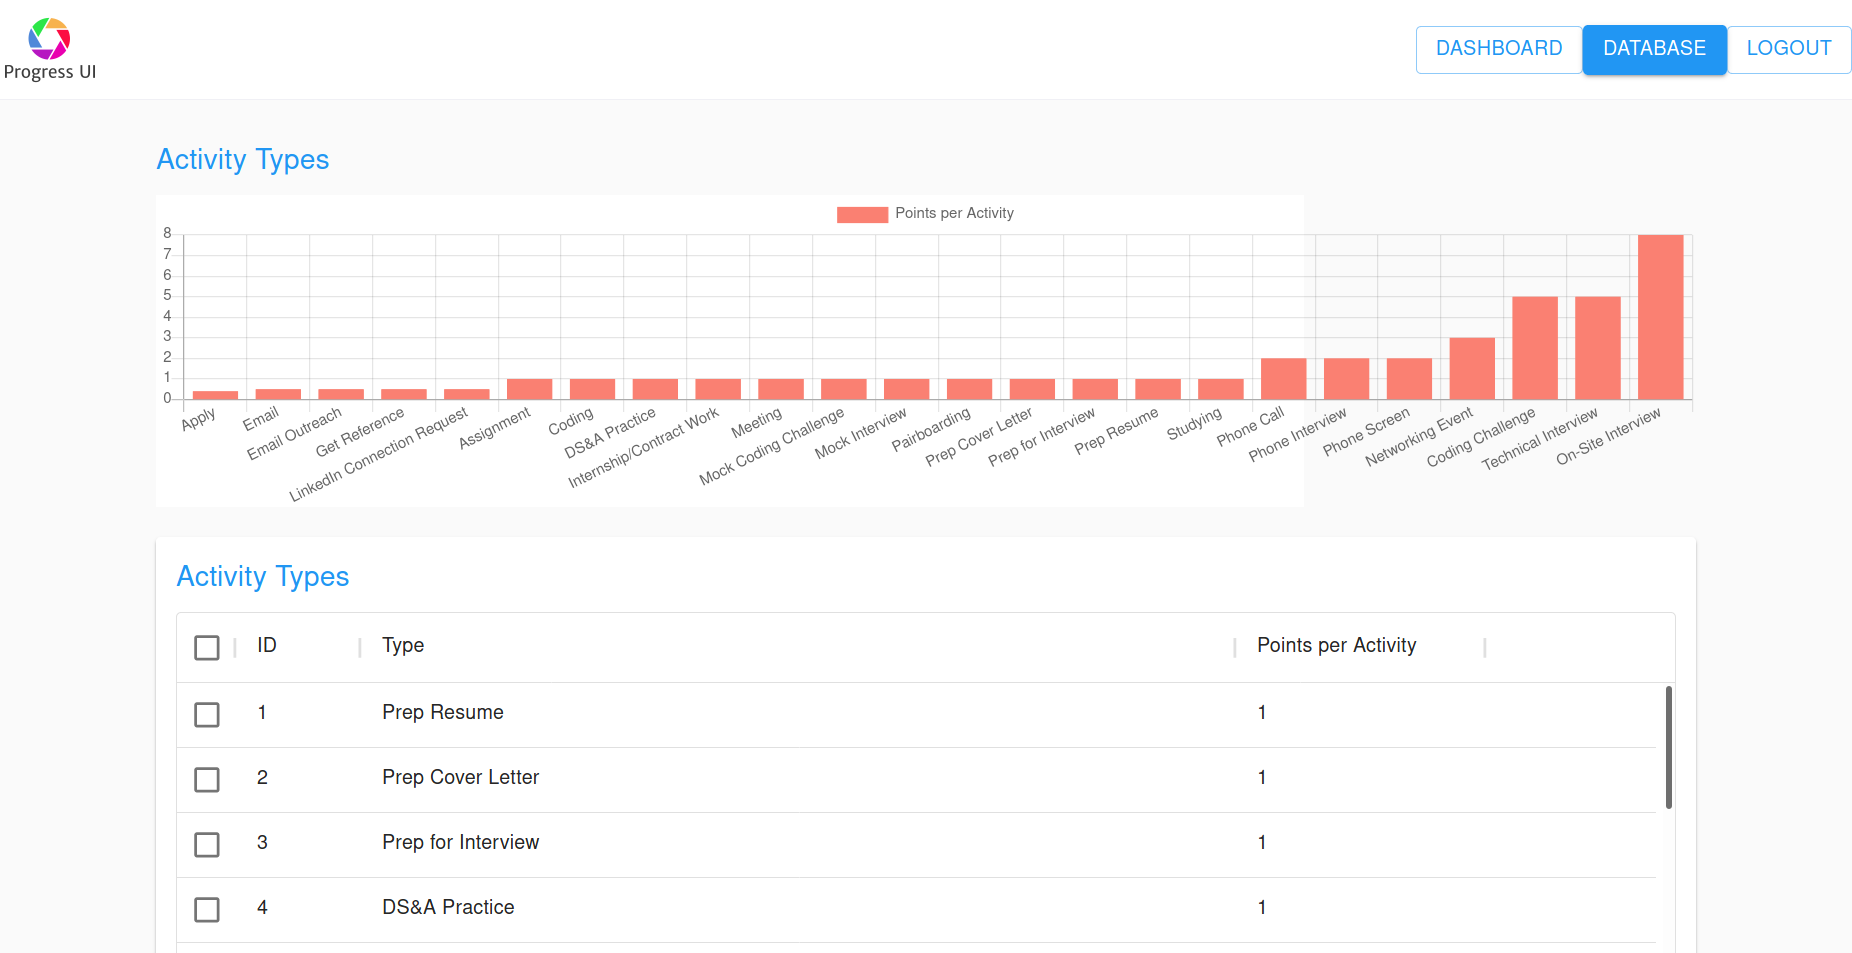 Progress UI
DASHBOARD DATABASE LOGOUT
Activity Types
Points per Activity
8
7
6
5
4
3
2
1
0
Apply
Email
Email Outreach
Get Reference
LinkedIn Connection Request
Assignment
Coding
DS&A Practice
Internship/Contract Work
Meeting
Mock Coding Challenge
Mock Interview
Pairboarding
Prep Cover Letter
Prep for Interview
Prep Resume
Studying
Phone Call
Phone Interview
Phone Screen
Networking Event
Coding Challenge
Technical Interview
On-Site Interview
Activity Types
ID Type Points per Activity
1 Prep Resume 1
2 Prep Cover Letter 1
3 Prep for Interview 1
4 DS&A Practice 1